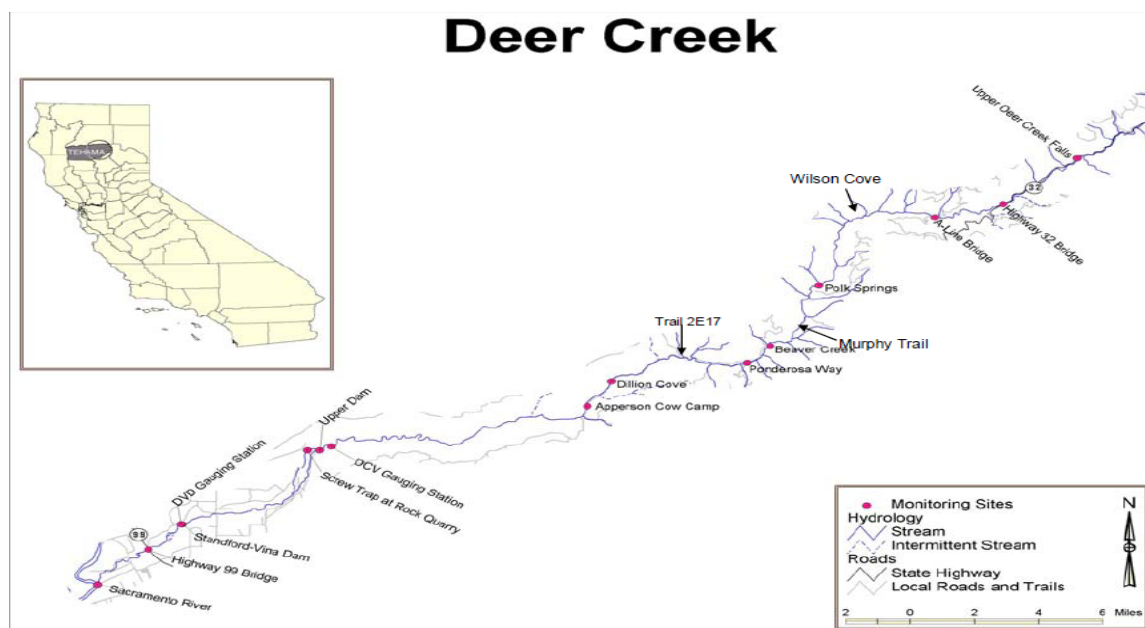 Deer Creek
TEHAMA
Upper Deer Creek Falls
32
Wilson Cove
Highway 32 Bridge
A-Line Bridge
Polk Springs
Trail 2E17
Murphy Trail
Beaver Creek
Ponderosa Way
Dillion Cove
Apperson Cow Camp
Upper Dam
DCV Gauging Station
Screw Trap at Rock Quarry
DVD Gauging Station
Standford-Vina Dam
99
Highway 99 Bridge
Sacramento River
Monitoring Sites
N
Hydrology
Stream
Intermittent Stream
Roads
State Highway
Local Roads and Trails
2 0 2 4 6 Miles